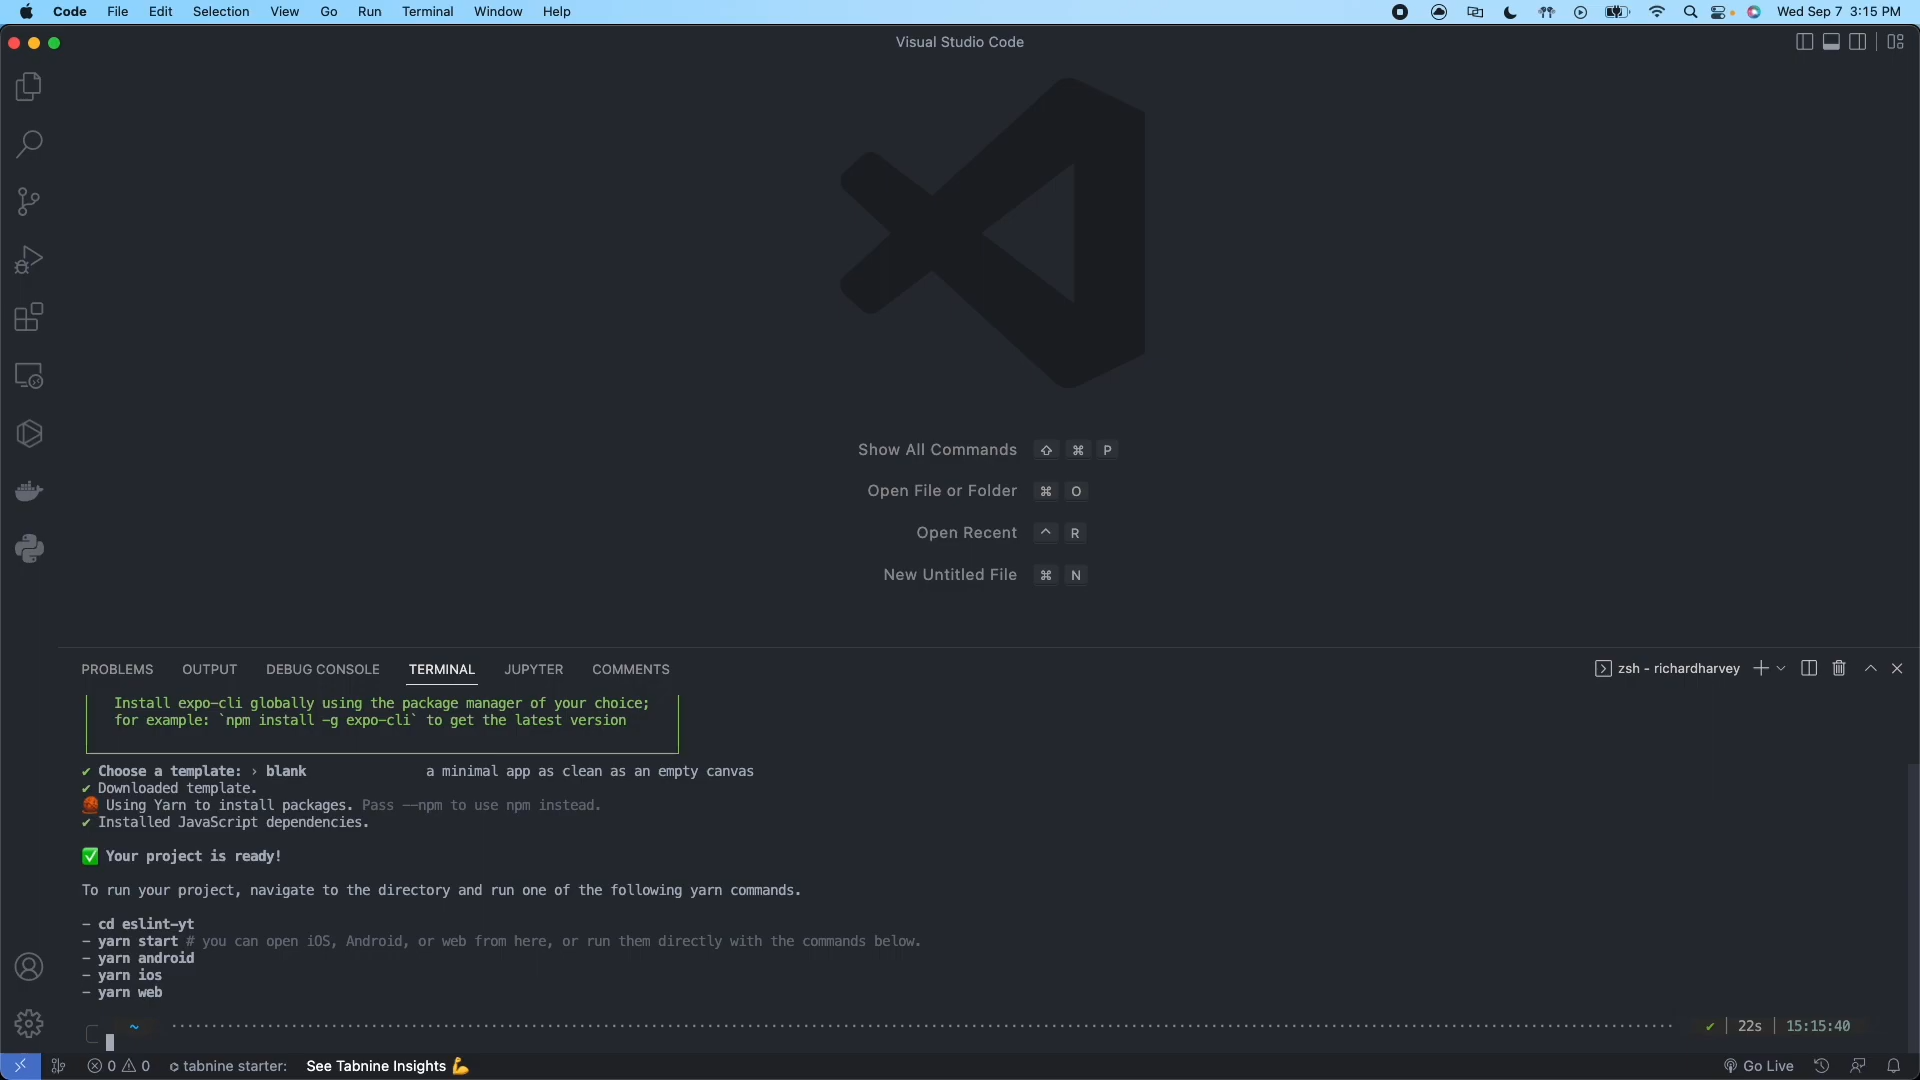 Code File Edit Selection View Go Run Terminal Window Help Wed Sep 7 3:15 PM
Visual Studio Code
Show All Commands ⇧ ⌘ P
Open File or Folder ⌘ O
Open Recent ^ R
New Untitled File ⌘ N
PROBLEMS OUTPUT DEBUG CONSOLE TERMINAL JUPYTER COMMENTS zsh - richardharvey
Install expo-cli globally using the package manager of your choice;
for example: `npm install -g expo-cli` to get the latest version
✔ Choose a template: › blank a minimal app as clean as an empty canvas
✔ Downloaded template.
🧶 Using Yarn to install packages. Pass --npm to use npm instead.
✔ Installed JavaScript dependencies.
✅ Your project is ready!
To run your project, navigate to the directory and run one of the following yarn commands.
- cd eslint-yt
- yarn start # you can open iOS, Android, or web from here, or run them directly with the commands below.
- yarn android
- yarn ios
- yarn web
~ ✔ 22s 15:15:40
0 0 tabnine starter: See Tabnine Insights 💪 Go Live